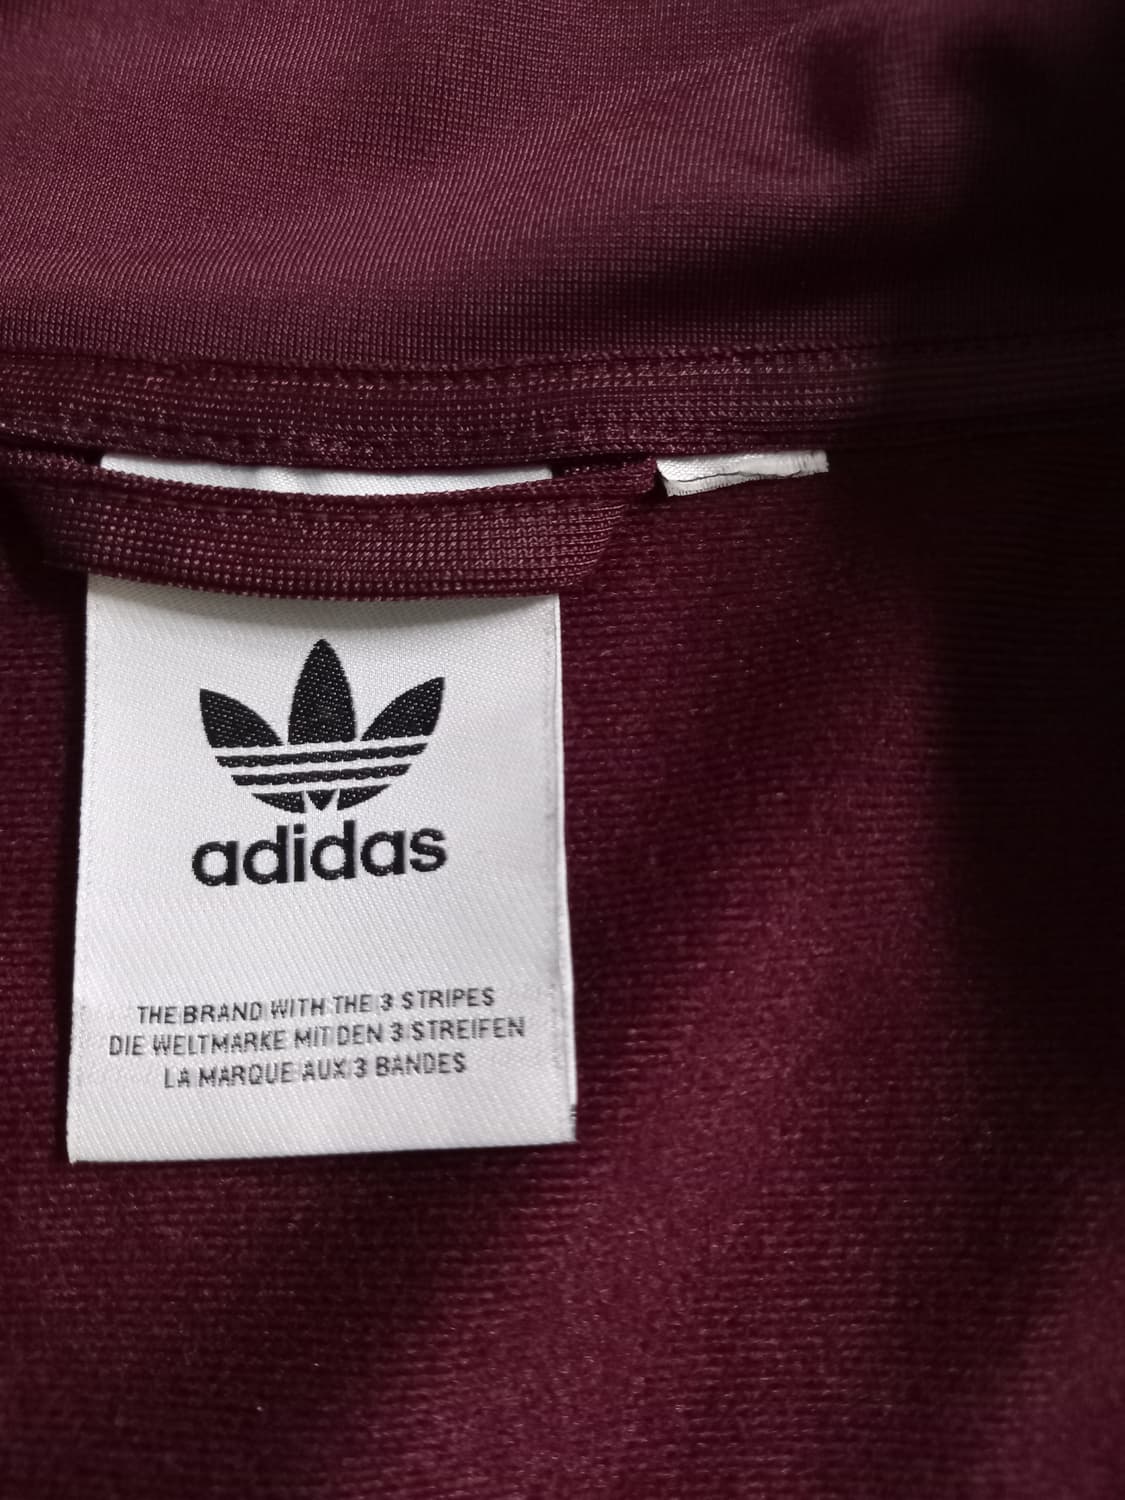 adidas
THE BRAND WITH THE 3 STRIPES
DIE WELTMARKE MIT DEN 3 STREIFEN
LA MARQUE AUX 3 BANDES